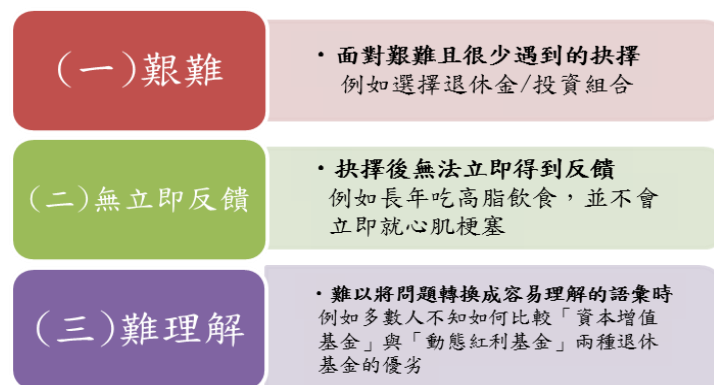 (一)艱難
・面對艱難且很少遇到的抉擇
例如選擇退休金/投資組合
(二)無立即反饋
・抉擇後無法立即得到反饋
例如長年吃高脂飲食，並不會
立即就心肌梗塞
(三)難理解
・難以將問題轉換成容易理解的語彙時
例如多數人不知如何比較「資本增值
基金」與「動態紅利基金」兩種退休
基金的優劣